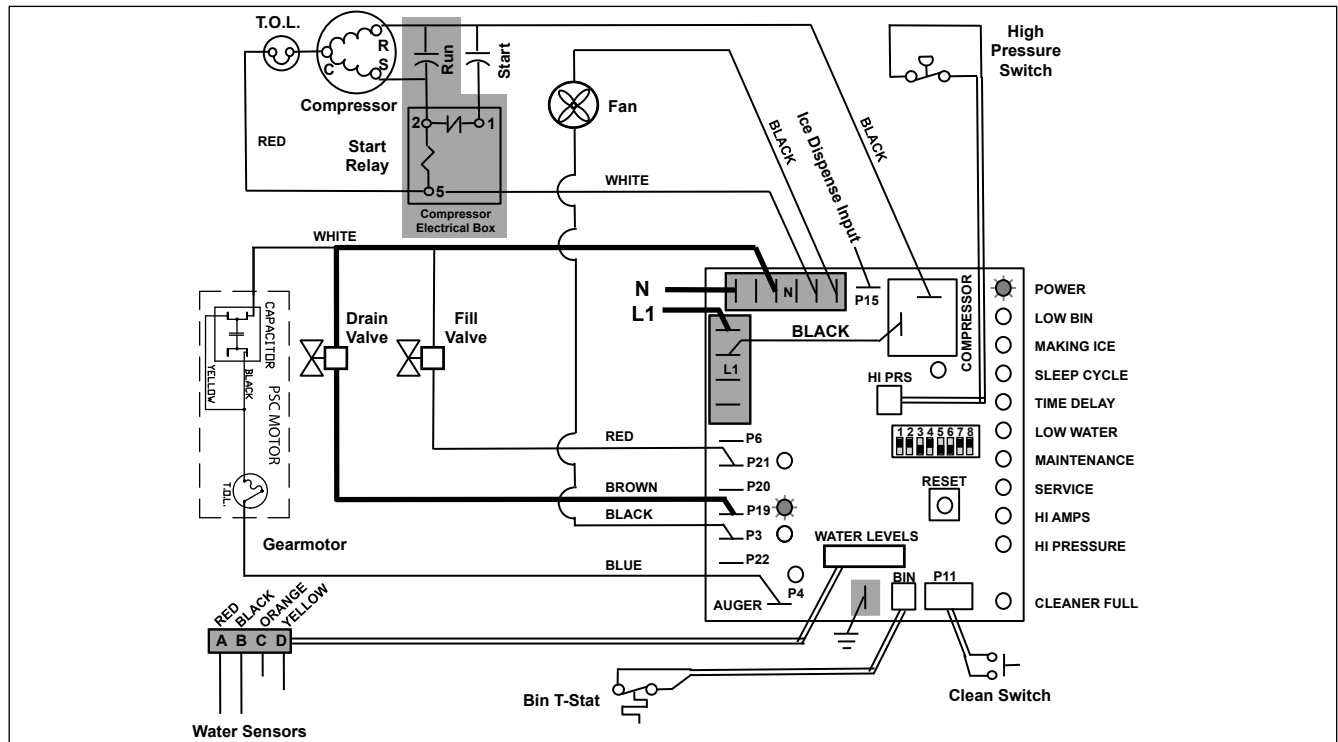 T.O.L.
R
S
C
Compressor
Run
Start
2
1
5
Start
Relay
Compressor
Electrical Box
RED
WHITE
Fan
BLACK
Ice Dispense Input
BLACK
High
Pressure
Switch
WHITE
CAPACITOR
YELLOW
BLACK
PSC MOTOR
T.O.L.
Gearmotor
Drain
Valve
Fill
Valve
N
L1
N
L1
P15
BLACK
COMPRESSOR
HI PRS
1 2 3 4 5 6 7 8
RESET
POWER
LOW BIN
MAKING ICE
SLEEP CYCLE
TIME DELAY
LOW WATER
MAINTENANCE
SERVICE
HI AMPS
HI PRESSURE
CLEANER FULL
RED
BROWN
BLACK
BLUE
P6
P21
P20
P19
P3
P22
P4
AUGER
WATER LEVELS
BIN
P11
RED
BLACK
ORANGE
YELLOW
A B C D
Water Sensors
Bin T-Stat
Clean Switch